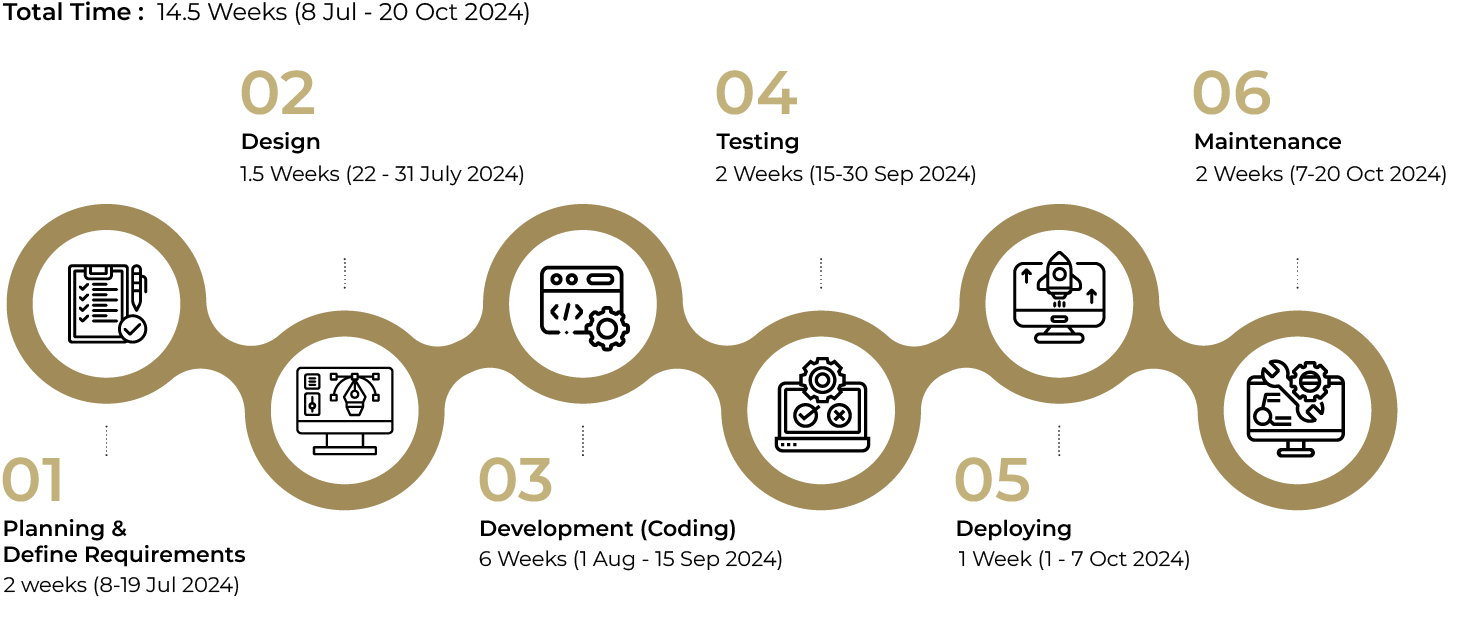 Total Time : 14.5 Weeks (8 Jul - 20 Oct 2024)
01
Planning &
Define Requirements
2 weeks (8-19 Jul 2024)
02
Design
1.5 Weeks (22 - 31 July 2024)
03
Development (Coding)
6 Weeks (1 Aug - 15 Sep 2024)
04
Testing
2 Weeks (15-30 Sep 2024)
05
Deploying
1 Week (1 - 7 Oct 2024)
06
Maintenance
2 Weeks (7-20 Oct 2024)